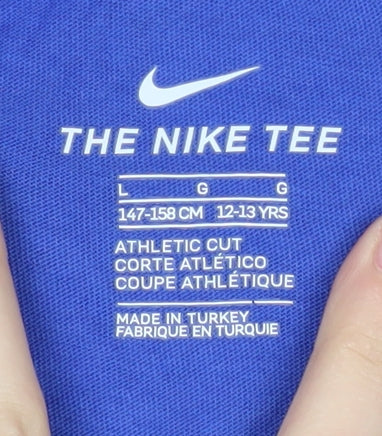 THE NIKE TEE
L G G
147-158 CM 12-13 YRS
ATHLETIC CUT
CORTE ATLÉTICO
COUPE ATHLÉTIQUE
MADE IN TURKEY
FABRIQUE EN TURQUIE